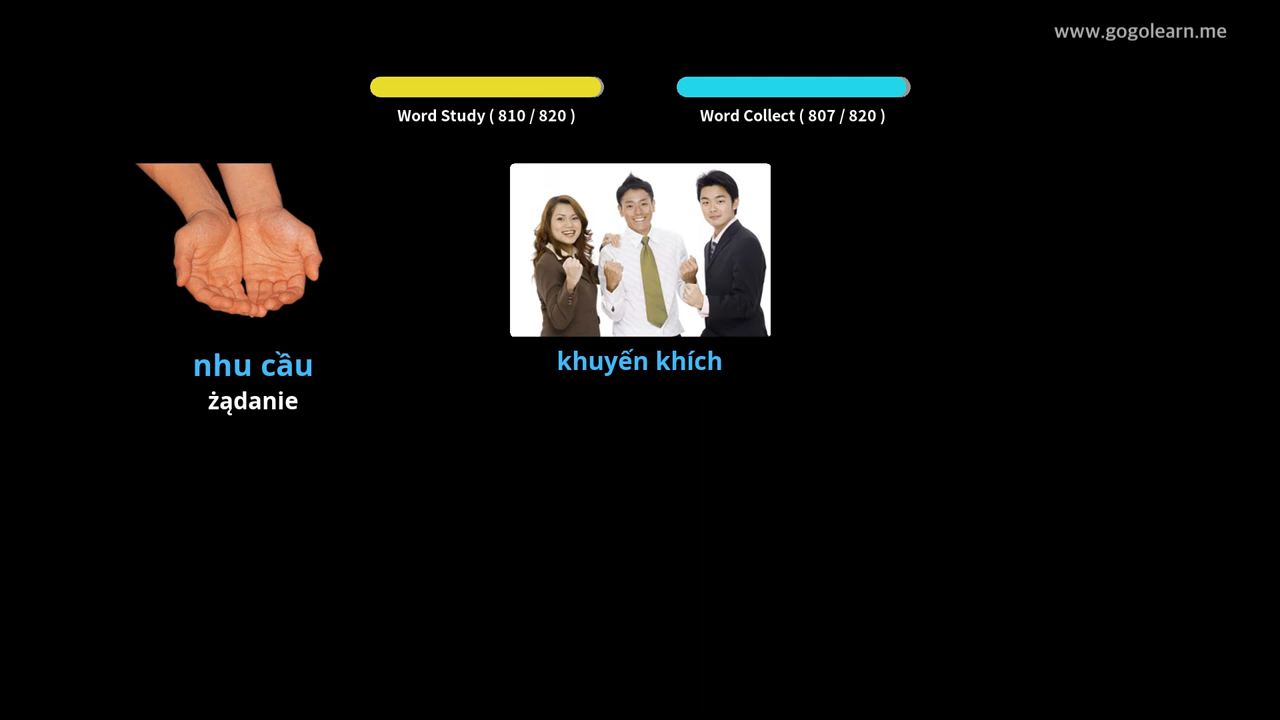 www.gogolearn.me
Word Study ( 810 / 820 )
Word Collect ( 807 / 820 )
nhu cầu
żądanie
khuyến khích